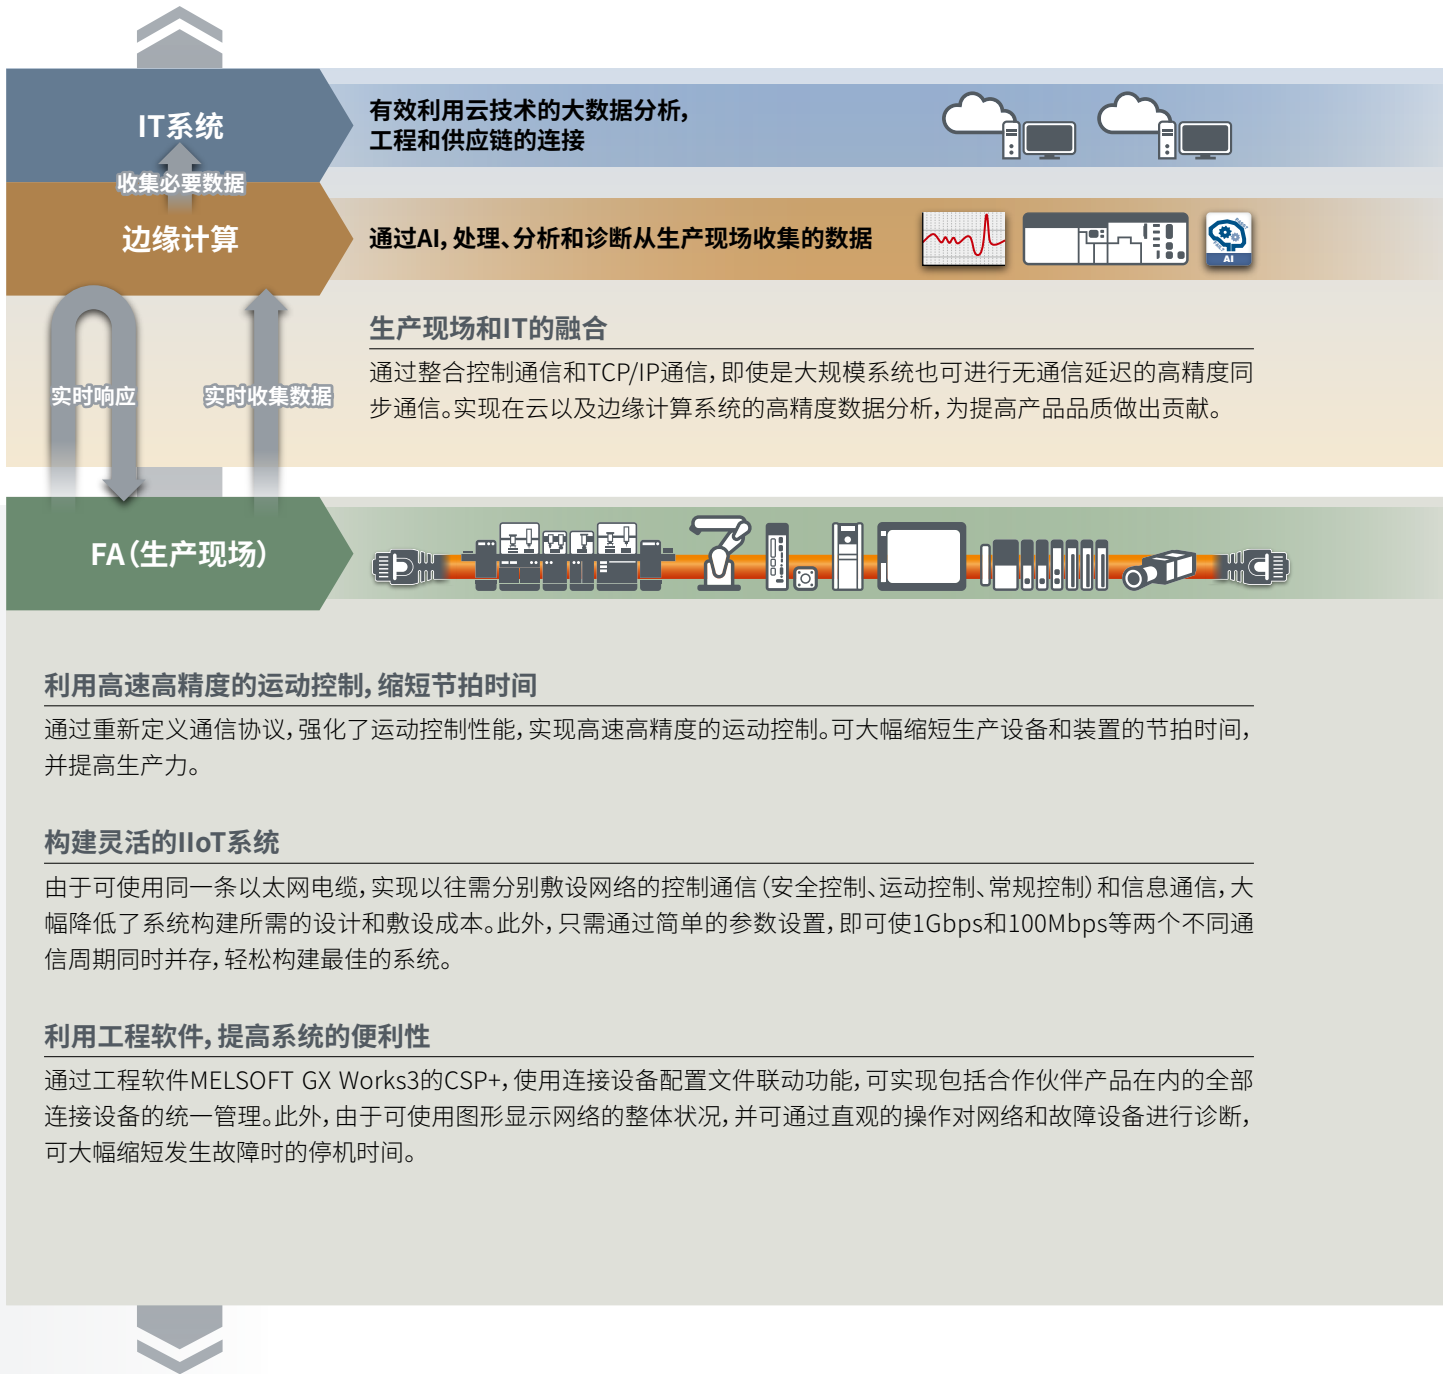 IT系统
有效利用云技术的大数据分析，
工程和供应链的连接
收集必要数据
边缘计算
通过AI，处理、分析和诊断从生产现场收集的数据
AI
生产现场和IT的融合
通过整合控制通信和TCP/IP通信，即使是大规模系统也可进行无通信延迟的高精度同
步通信。实现在云以及边缘计算系统的高精度数据分析，为提高产品品质做出贡献。
实时响应
实时收集数据
FA（生产现场）
利用高速高精度的运动控制，缩短节拍时间
通过重新定义通信协议，强化了运动控制性能，实现高速高精度的运动控制。可大幅缩短生产设备和装置的节拍时间，
并提高生产力。
构建灵活的IIoT系统
由于可使用同一条以太网电缆，实现以往需分别敷设网络的控制通信（安全控制、运动控制、常规控制）和信息通信，大
幅降低了系统构建所需的设计和敷设成本。此外，只需通过简单的参数设置，即可使1Gbps和100Mbps等两个不同通
信周期同时并存，轻松构建最佳的系统。
利用工程软件，提高系统的便利性
通过工程软件MELSOFT GX Works3的CSP+，使用连接设备配置文件联动功能，可实现包括合作伙伴产品在内的全部
连接设备的统一管理。此外，由于可使用图形显示网络的整体状况，并可通过直观的操作对网络和故障设备进行诊断，
可大幅缩短发生故障时的停机时间。